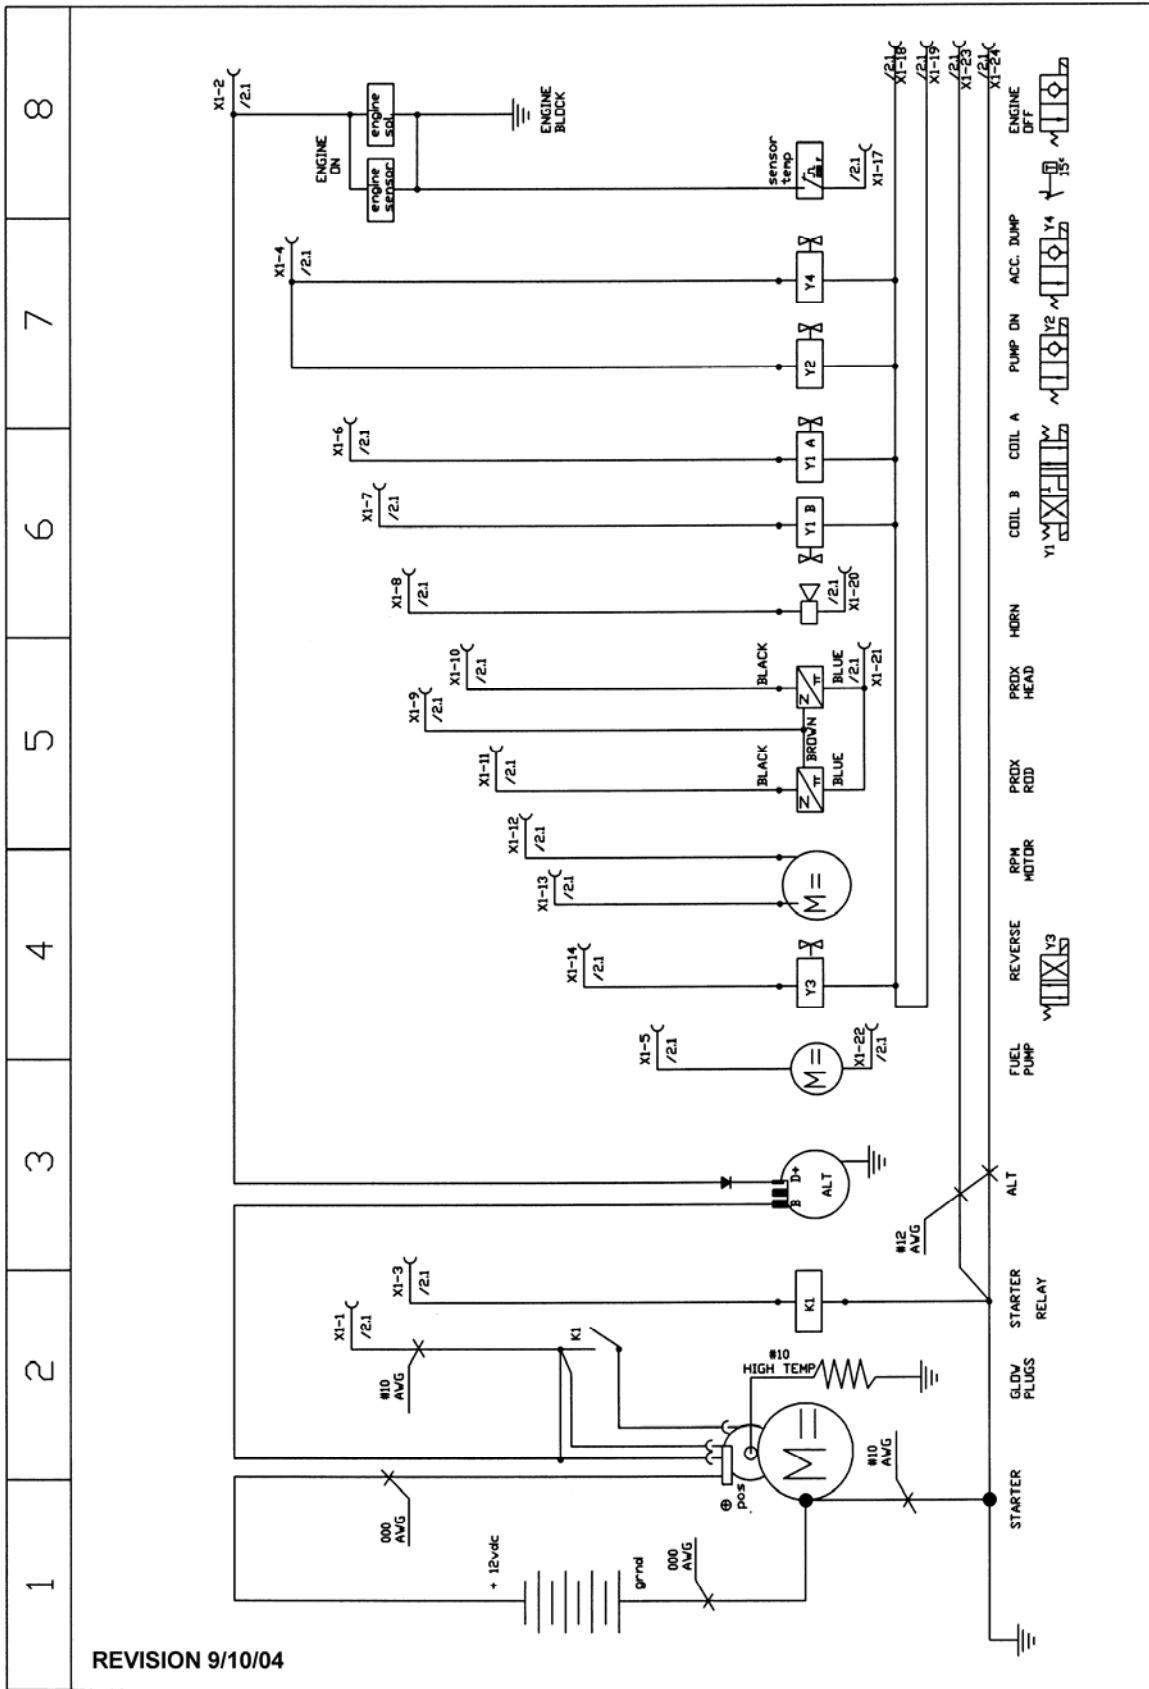 8
7
6
5
4
3
2
1
X1-2
/2.1
ENGINE
ON
engine
sol.
engine
sensor
ENGINE
BLOCK
sensor
temp
/2.1
X1-17
/2.1
X1-18
/2.1
X1-19
/2.1
X1-23
/2.1
X1-24
ENGINE
OFF
15°
X1-4
/2.1
Y4
ACC. DUMP
Y4
Y2
PUMP ON
Y2
X1-6
/2.1
Y1 A
COIL A
X1-7
/2.1
Y1 B
COIL B
Y1
X1-8
/2.1
/2.1
X1-20
HORN
X1-10
/2.1
X1-9
/2.1
BLACK
BLUE
/2.1
X1-21
PROX
HEAD
BROWN
X1-11
/2.1
BLACK
BLUE
PROX
ROD
X1-12
/2.1
X1-13
/2.1
M=
RPM
MOTOR
X1-14
/2.1
Y3
REVERSE
Y3
X1-5
/2.1
M=
X1-22
/2.1
FUEL
PUMP
D+
B
ALT
#12
AWG
ALT
X1-3
/2.1
K1
STARTER
RELAY
X1-1
/2.1
#10
AWG
K1
#10
HIGH TEMP
GLOW
PLUGS
M=
⊕
pos
#10
AWG
STARTER
000
AWG
+ 12vdc
grnd
000
AWG
REVISION 9/10/04